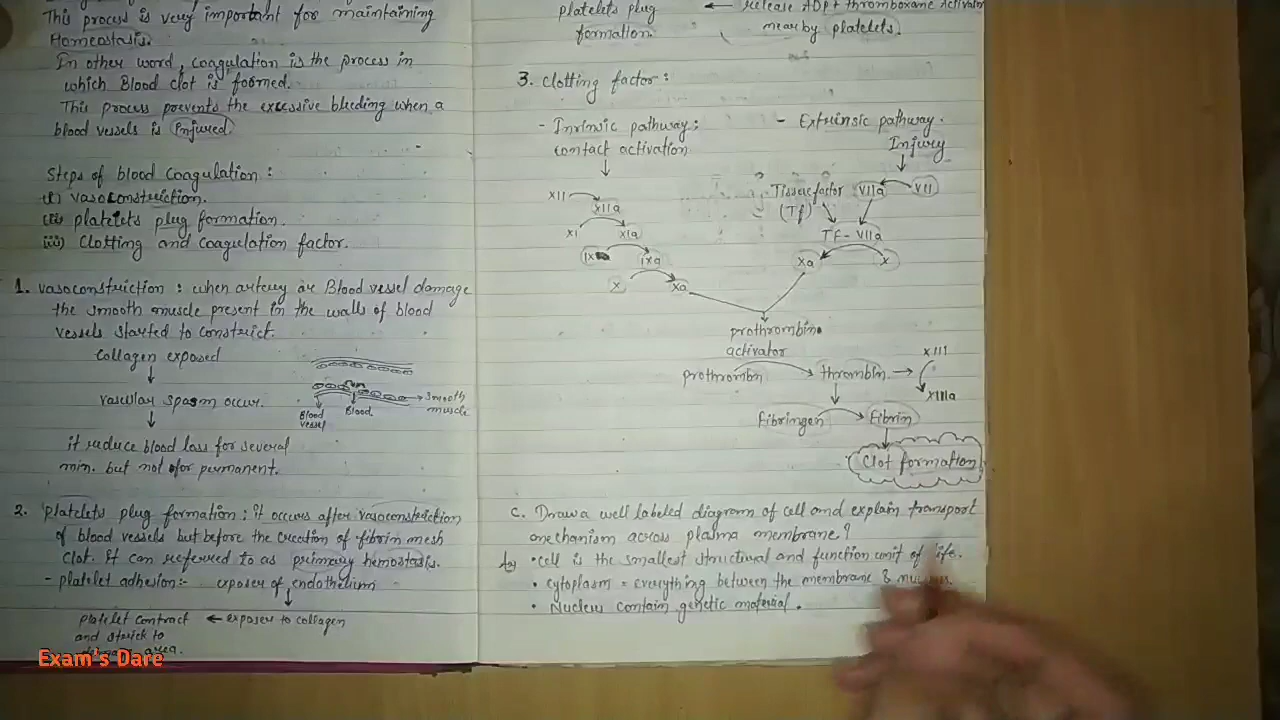 This process is very important for maintaining
Homeostasis.
In other word, coagulation is the process in
which Blood clot is formed.
This process prevents the excessive bleeding when a
blood vessels is injured.
Steps of blood coagulation :
(i) vasoconstriction.
(ii) platelets plug formation.
(iii) Clotting and Coagulation factor.
1. vasoconstriction : when artery or Blood vessel damage
the smooth muscle present in the walls of blood
vessels started to constrict.
Collagen exposed
vascular spasm occur.
Smooth
muscle
Blood
vessel
Blood
it reduce blood loss for several
min. but not for permanent.
2. Platelets plug formation ; it occurs after vasoconstriction
of blood vessels but before the creation of fibrin mesh
clot. It can referred to as primary hemostasis.
- platelet adhesion:- exposer of endothelium
platelet contract ← exposer to collagen
and storick to
area.
Exam's Dare
platelets plug
formation.
← release ADP + thromboxane
nearby platelets.
3. Clotting factor :
- Intrinsic pathway;
contact activation
XII
XIIa
XI
XIa
IX
IXa
X
Xa
- Extrinsic pathway.
Injury
Tissue factor
(Tf)
VIIa
VII
TF - VIIa
Xa
X
prothrombin
activator
prothrombn
thrombin →
XIII
XIIIa
Fibringen
Fibrin
Clot formation
C. Draw a well labeled diagram of cell and explain transport
mechanism across plasma membrane?
• cell is the smallest structural and function unit of life.
• cytoplasm = everything between the membrane &
• Nucleus contain genetic material.